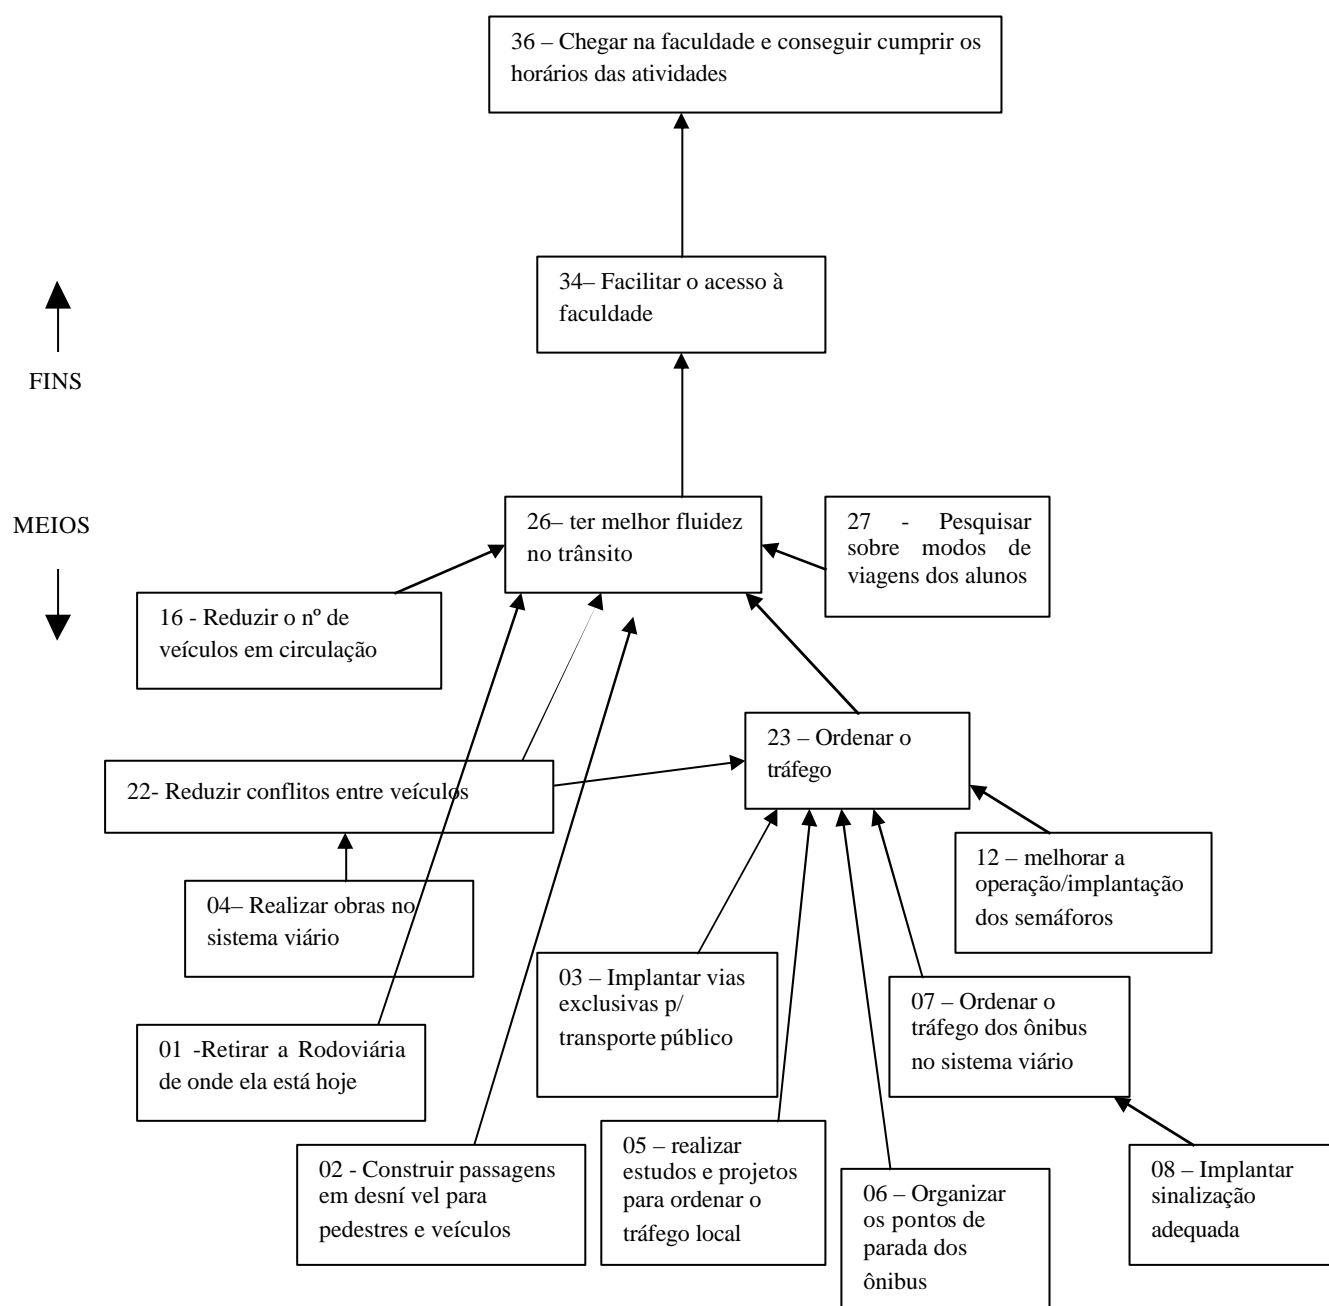 36 – Chegar na faculdade e conseguir cumprir os
horários das atividades
34– Facilitar o acesso à
faculdade
FINS
MEIOS
26– ter melhor fluidez
no trânsito
27 - Pesquisar
sobre modos de
viagens dos alunos
16 - Reduzir o nº de
veículos em circulação
23 – Ordenar o
tráfego
22- Reduzir conflitos entre veículos
12 – melhorar a
operação/implantação
dos semáforos
04– Realizar obras no
sistema viário
03 – Implantar vias
exclusivas p/
transporte público
07 – Ordenar o
tráfego dos ônibus
no sistema viário
01 -Retirar a Rodoviária
de onde ela está hoje
02 - Construir passagens
em desní vel para
pedestres e veículos
05 – realizar
estudos e projetos
para ordenar o
tráfego local
06 – Organizar
os pontos de
parada dos
ônibus
08 – Implantar
sinalização
adequada